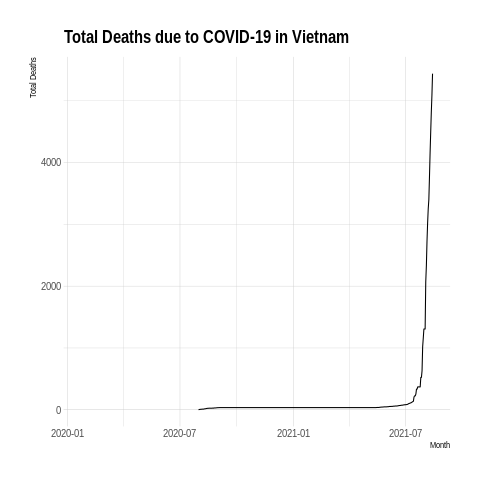 Total Deaths due to COVID-19 in Vietnam
Total Deaths
4000
2000
0
2020-01 2020-07 2021-01 2021-07
Month